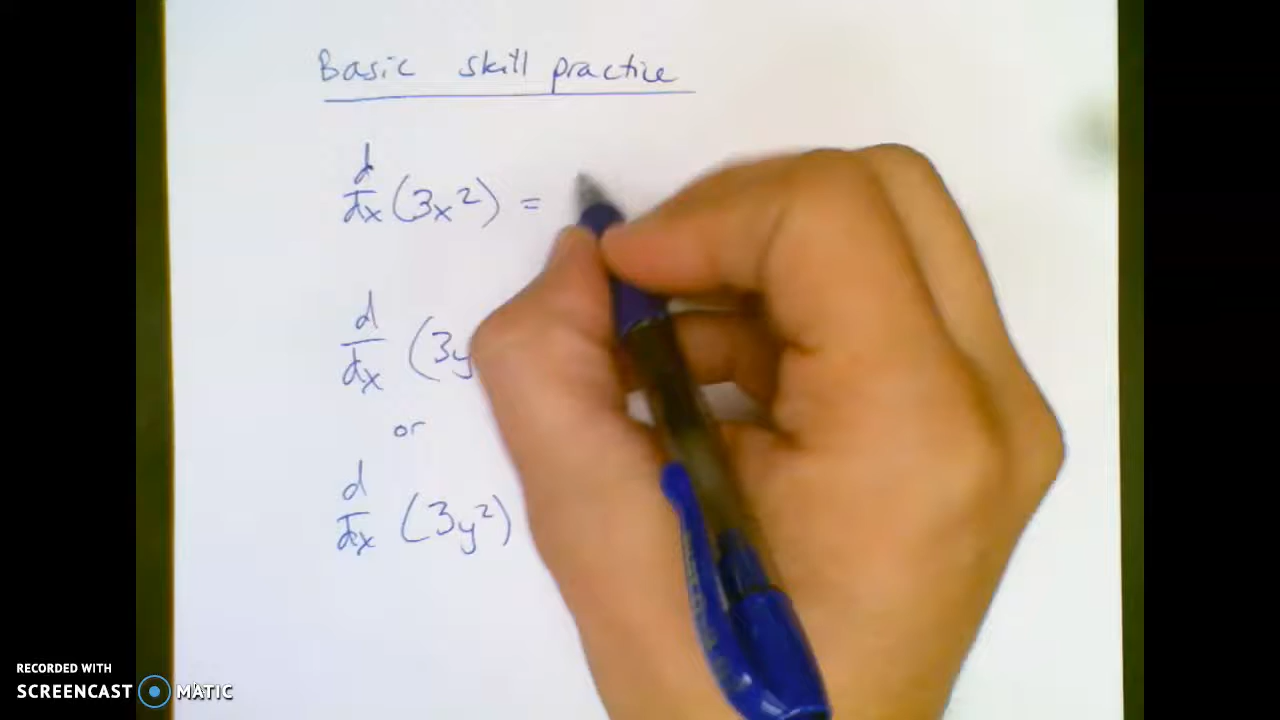 Basic skill practice
d/dx (3x²) =
d/dx (3y
or
d/dx (3y²)
RECORDED WITH
SCREENCAST MATIC